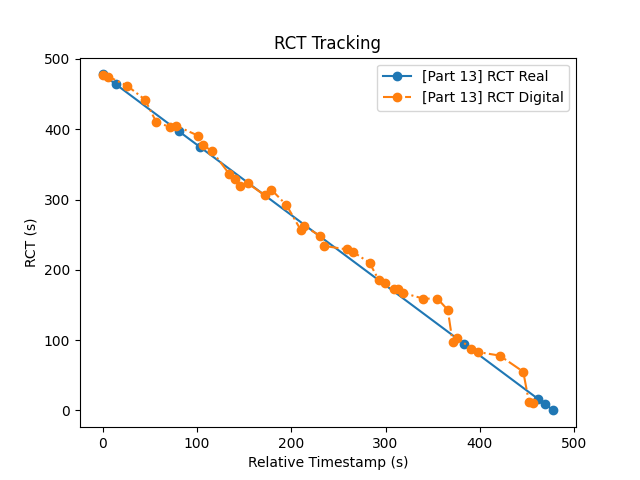 RCT Tracking
[Part 13] RCT Real
[Part 13] RCT Digital
500
400
300
200
100
0
RCT (s)
0 100 200 300 400 500
Relative Timestamp (s)